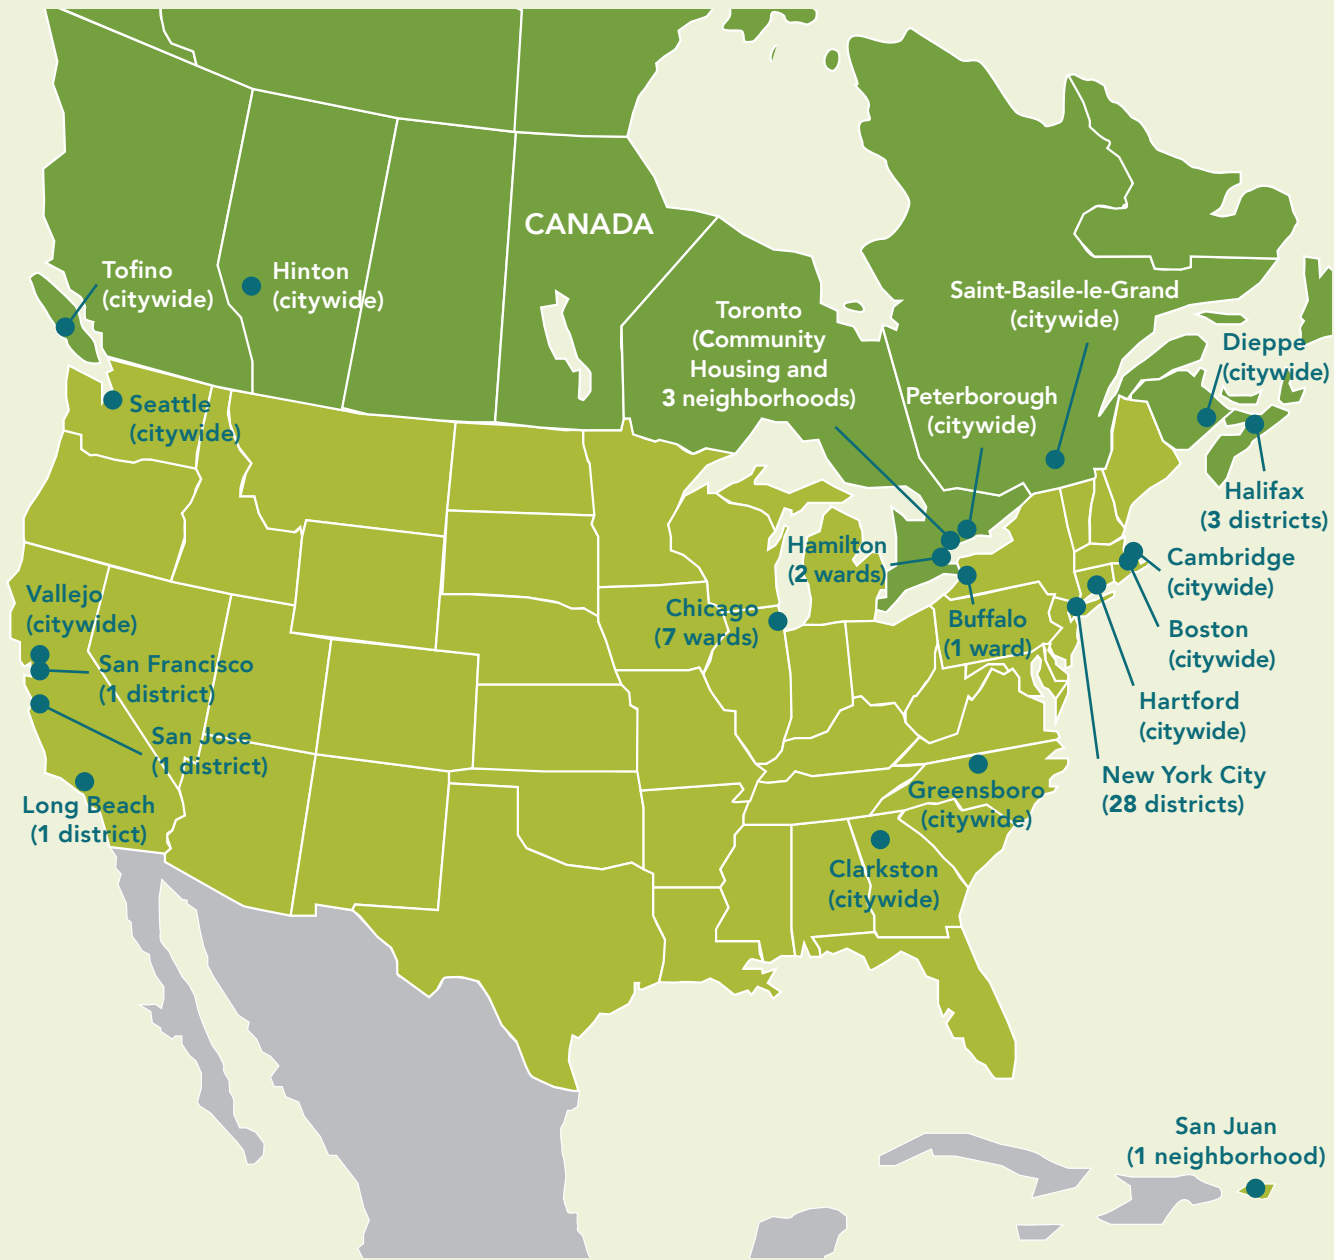 CANADA
Tofino
(citywide)
Hinton
(citywide)
Toronto
(Community
Housing and
3 neighborhoods)
Saint-Basile-le-Grand
(citywide)
Peterborough
(citywide)
Dieppe
(citywide)
Seattle
(citywide)
Halifax
(3 districts)
Hamilton
(2 wards)
Cambridge
(citywide)
Vallejo
(citywide)
Chicago
(7 wards)
Buffalo
(1 ward)
Boston
(citywide)
San Francisco
(1 district)
Hartford
(citywide)
San Jose
(1 district)
New York City
(28 districts)
Long Beach
(1 district)
Greensboro
(citywide)
Clarkston
(citywide)
San Juan
(1 neighborhood)